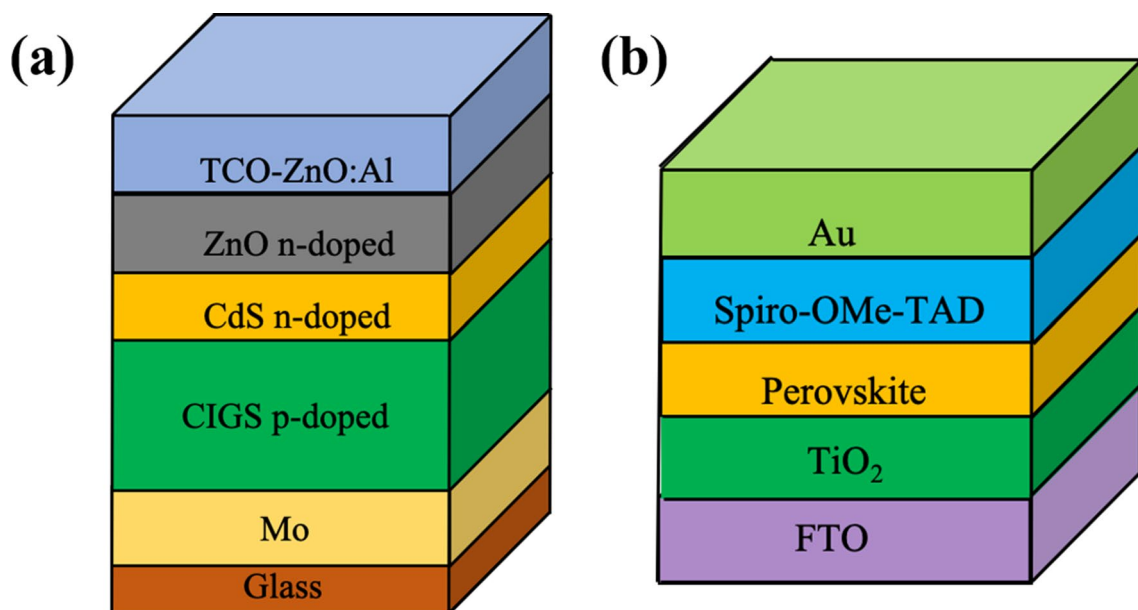 (a)
TCO-ZnO:Al
ZnO n-doped
CdS n-doped
CIGS p-doped
Mo
Glass
(b)
Au
Spiro-OMe-TAD
Perovskite
TiO₂
FTO